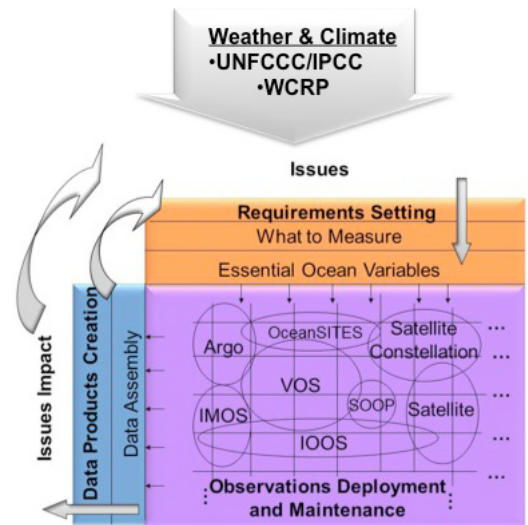 Weather & Climate
•UNFCCC/IPCC
•WCRP
Issues
Requirements Setting
What to Measure
Essential Ocean Variables
Issues Impact
Data Products Creation
Data Assembly
Argo
OceanSITES
Satellite
Constellation
...
VOS
IMOS
SOOP
Satellite
...
IOOS
...
...
Observations Deployment
and Maintenance